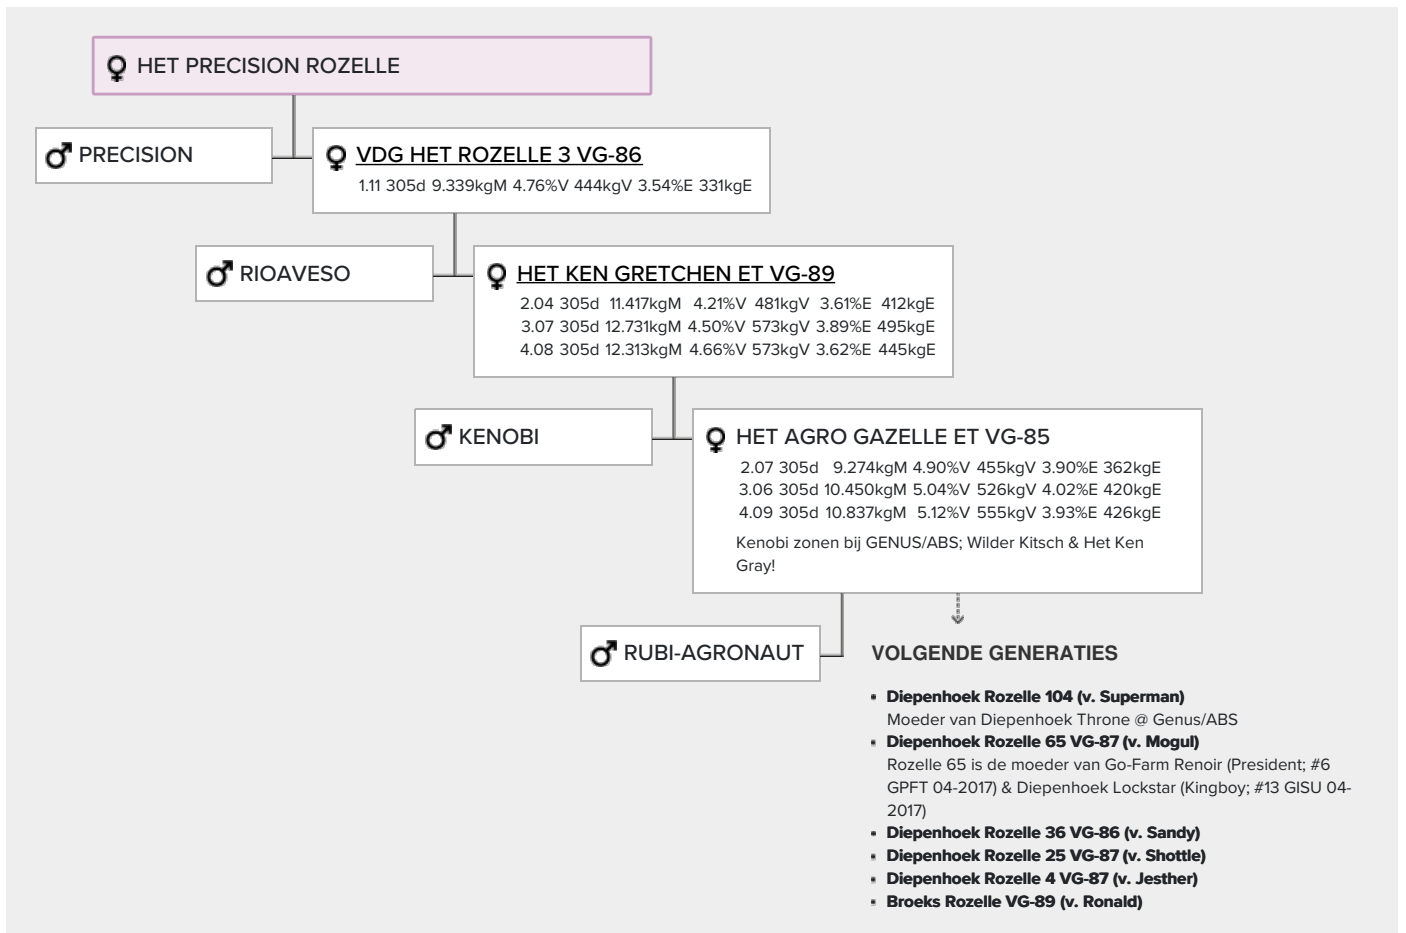 HET PRECISION ROZELLE
PRECISION
VDG HET ROZELLE 3 VG-86
1.11 305d 9.339kgM 4.76%V 444kgV 3.54%E 331kgE
RIOAVESO
HET KEN GRETCHEN ET VG-89
2.04 305d 11.417kgM 4.21%V 481kgV 3.61%E 412kgE
3.07 305d 12.731kgM 4.50%V 573kgV 3.89%E 495kgE
4.08 305d 12.313kgM 4.66%V 573kgV 3.62%E 445kgE
KENOBI
HET AGRO GAZELLE ET VG-85
2.07 305d 9.274kgM 4.90%V 455kgV 3.90%E 362kgE
3.06 305d 10.450kgM 5.04%V 526kgV 4.02%E 420kgE
4.09 305d 10.837kgM 5.12%V 555kgV 3.93%E 426kgE
Kenobi zonen bij GENUS/ABS; Wilder Kitsch & Het Ken
Gray!
RUBI-AGRONAUT
VOLGENDE GENERATIES
Diepenhoek Rozelle 104 (v. Superman)
Moeder van Diepenhoek Throne @ Genus/ABS
Diepenhoek Rozelle 65 VG-87 (v. Mogul)
Rozelle 65 is de moeder van Go-Farm Renoir (President; #6
GPFT 04-2017) & Diepenhoek Lockstar (Kingboy; #13 GISU 04-
2017)
Diepenhoek Rozelle 36 VG-86 (v. Sandy)
Diepenhoek Rozelle 25 VG-87 (v. Shottle)
Diepenhoek Rozelle 4 VG-87 (v. Jesther)
Broeks Rozelle VG-89 (v. Ronald)